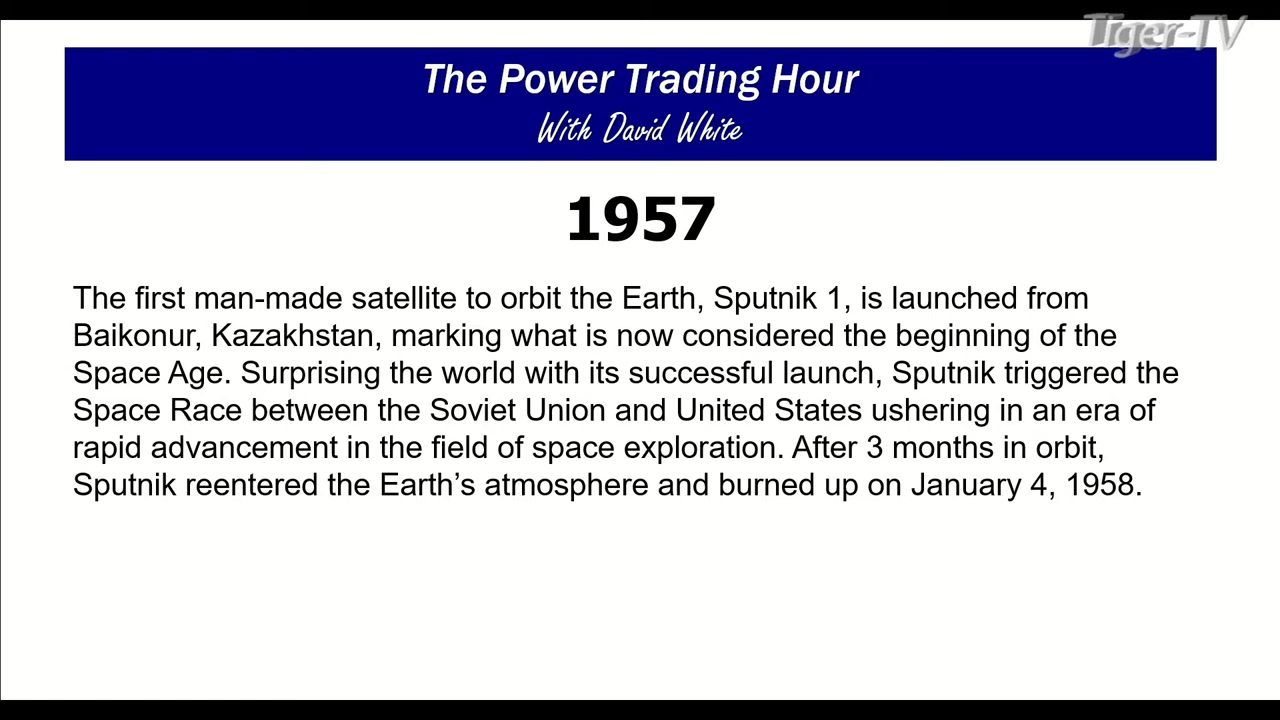 Tiger-TV
The Power Trading Hour
With David White
1957
The first man-made satellite to orbit the Earth, Sputnik 1, is launched from
Baikonur, Kazakhstan, marking what is now considered the beginning of the
Space Age. Surprising the world with its successful launch, Sputnik triggered the
Space Race between the Soviet Union and United States ushering in an era of
rapid advancement in the field of space exploration. After 3 months in orbit,
Sputnik reentered the Earth’s atmosphere and burned up on January 4, 1958.